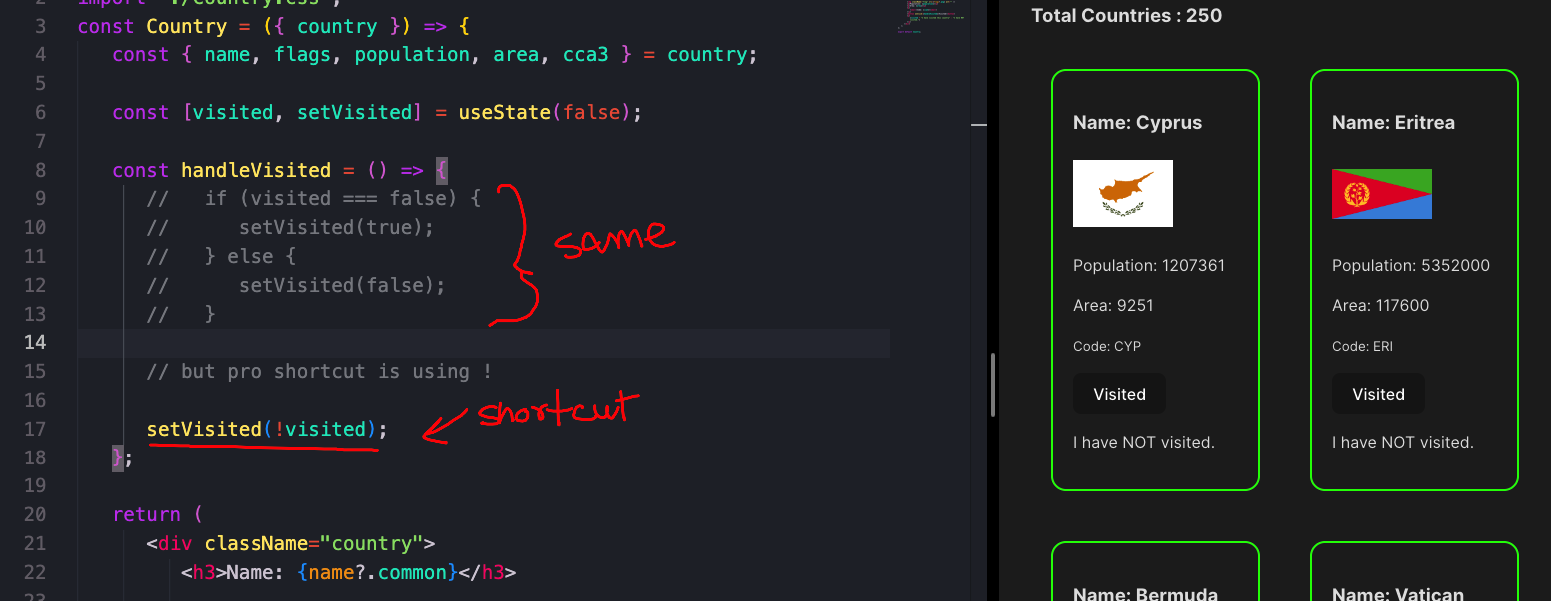 2 import "./Country.css";
3 const Country = ({ country }) => {
4 const { name, flags, population, area, cca3 } = country;
5
6 const [visited, setVisited] = useState(false);
7
8 const handleVisited = () => {
9 // if (visited === false) {
10 // setVisited(true);
11 // } else {
12 // setVisited(false);
13 // }
same
14
15 // but pro shortcut is using !
16
shortcut
17 setVisited(!visited);
18 };
19
20 return (
21 <div className="country">
22 <h3>Name: {name?.common}</h3>
23
Total Countries : 250
Name: Cyprus
Population: 1207361
Area: 9251
Code: CYP
Visited
I have NOT visited.
Name: Eritrea
Population: 5352000
Area: 117600
Code: ERI
Visited
I have NOT visited.
Name: Bermuda
Name: Vatican